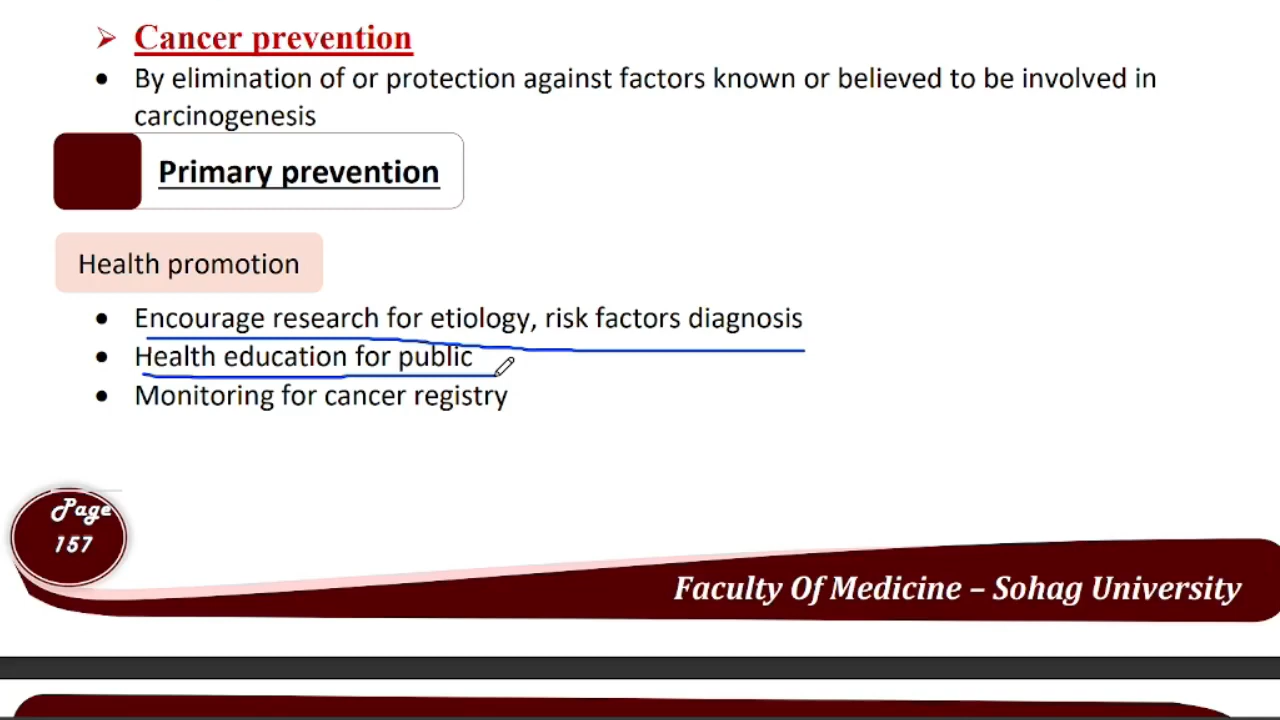 Cancer prevention
By elimination of or protection against factors known or believed to be involved in
carcinogenesis
Primary prevention
Health promotion
Encourage research for etiology, risk factors diagnosis
Health education for public
Monitoring for cancer registry
Page
157
Faculty Of Medicine – Sohag University